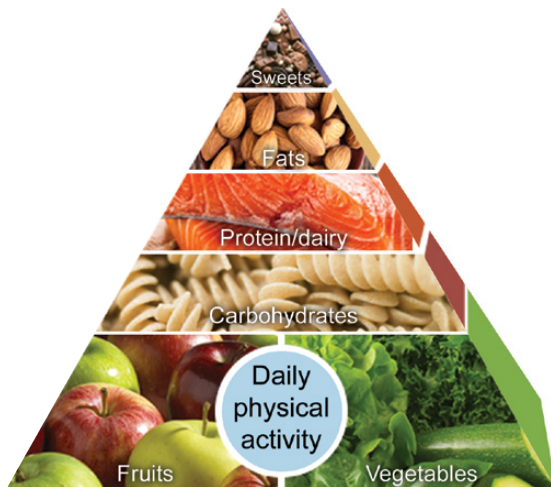 Sweets
Fats
Protein/dairy
Carbohydrates
Daily
physical
activity
Fruits
Vegetables